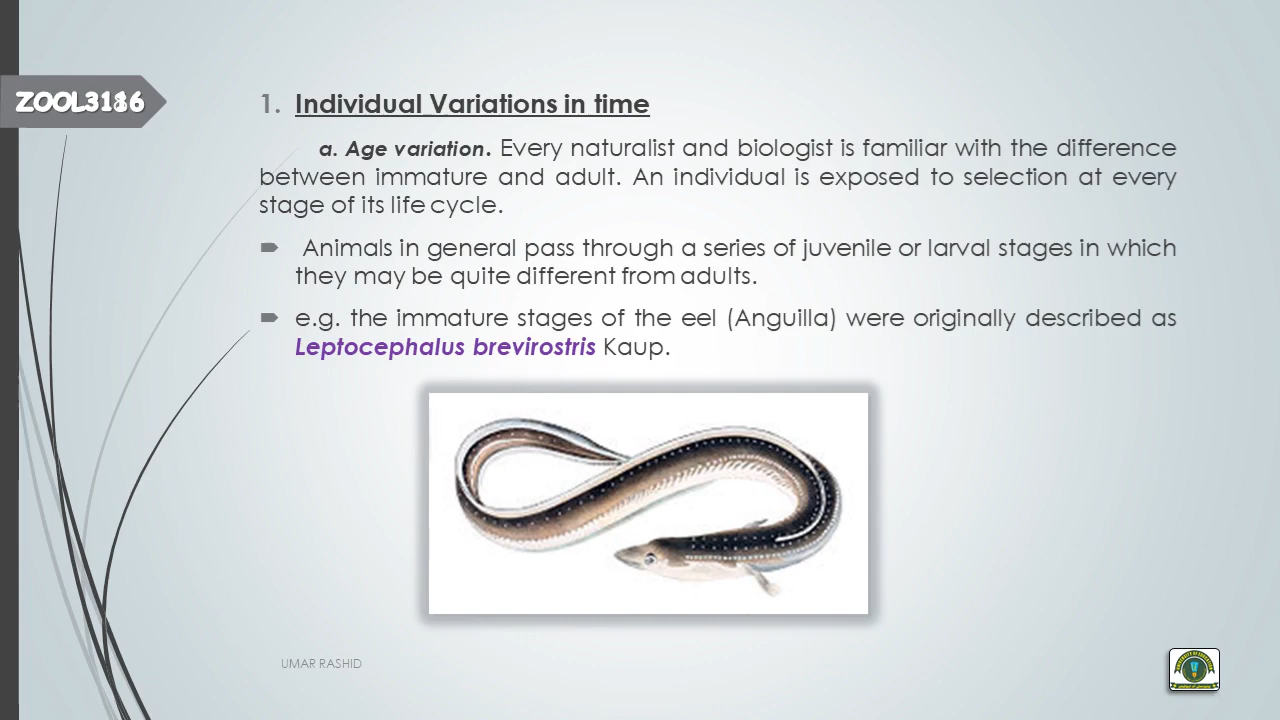 1. Individual Variations in time
a. Age variation. Every naturalist and biologist is familiar with the difference
between immature and adult. An individual is exposed to selection at every
stage of its life cycle.
Animals in general pass through a series of juvenile or larval stages in which
they may be quite different from adults.
e.g. the immature stages of the eel (Anguilla) were originally described as
Leptocephalus brevirostris Kaup.
UMAR RASHID